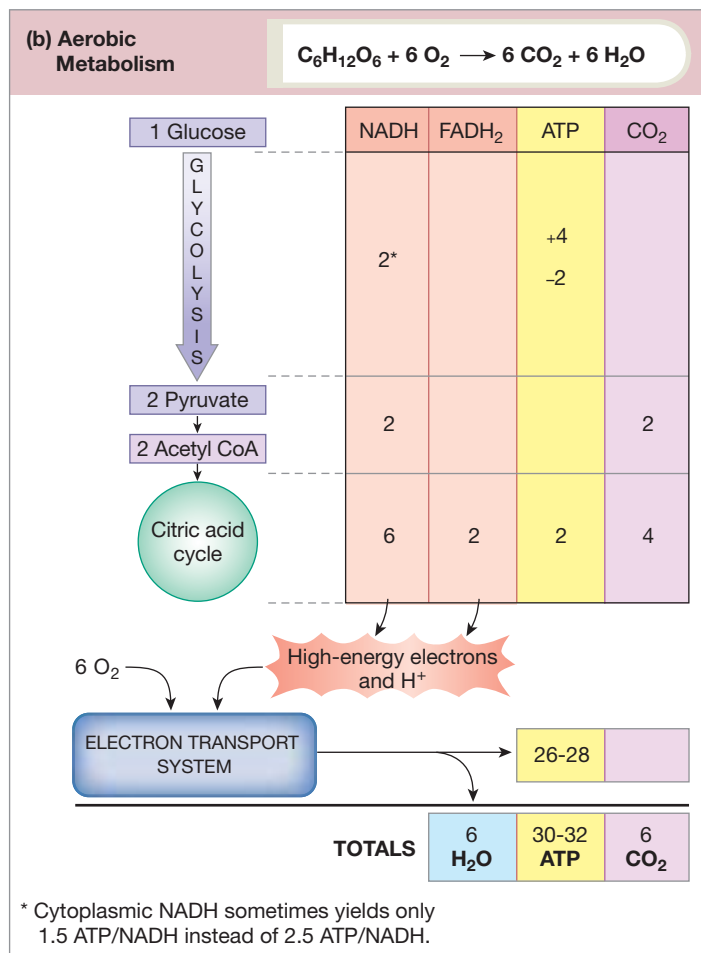 (b) Aerobic
Metabolism
C₆H₁₂O₆ + 6 O₂ → 6 CO₂ + 6 H₂O
1 Glucose
NADH FADH₂ ATP CO₂
GLYCOLYSIS
2* +4
–2
2 Pyruvate
2 Acetyl CoA
2 2
Citric acid
cycle
6 2 2 4
High-energy electrons
and H⁺
6 O₂
ELECTRON TRANSPORT
SYSTEM
26-28
TOTALS
6 30-32 6
H₂O ATP CO₂
* Cytoplasmic NADH sometimes yields only
1.5 ATP/NADH instead of 2.5 ATP/NADH.